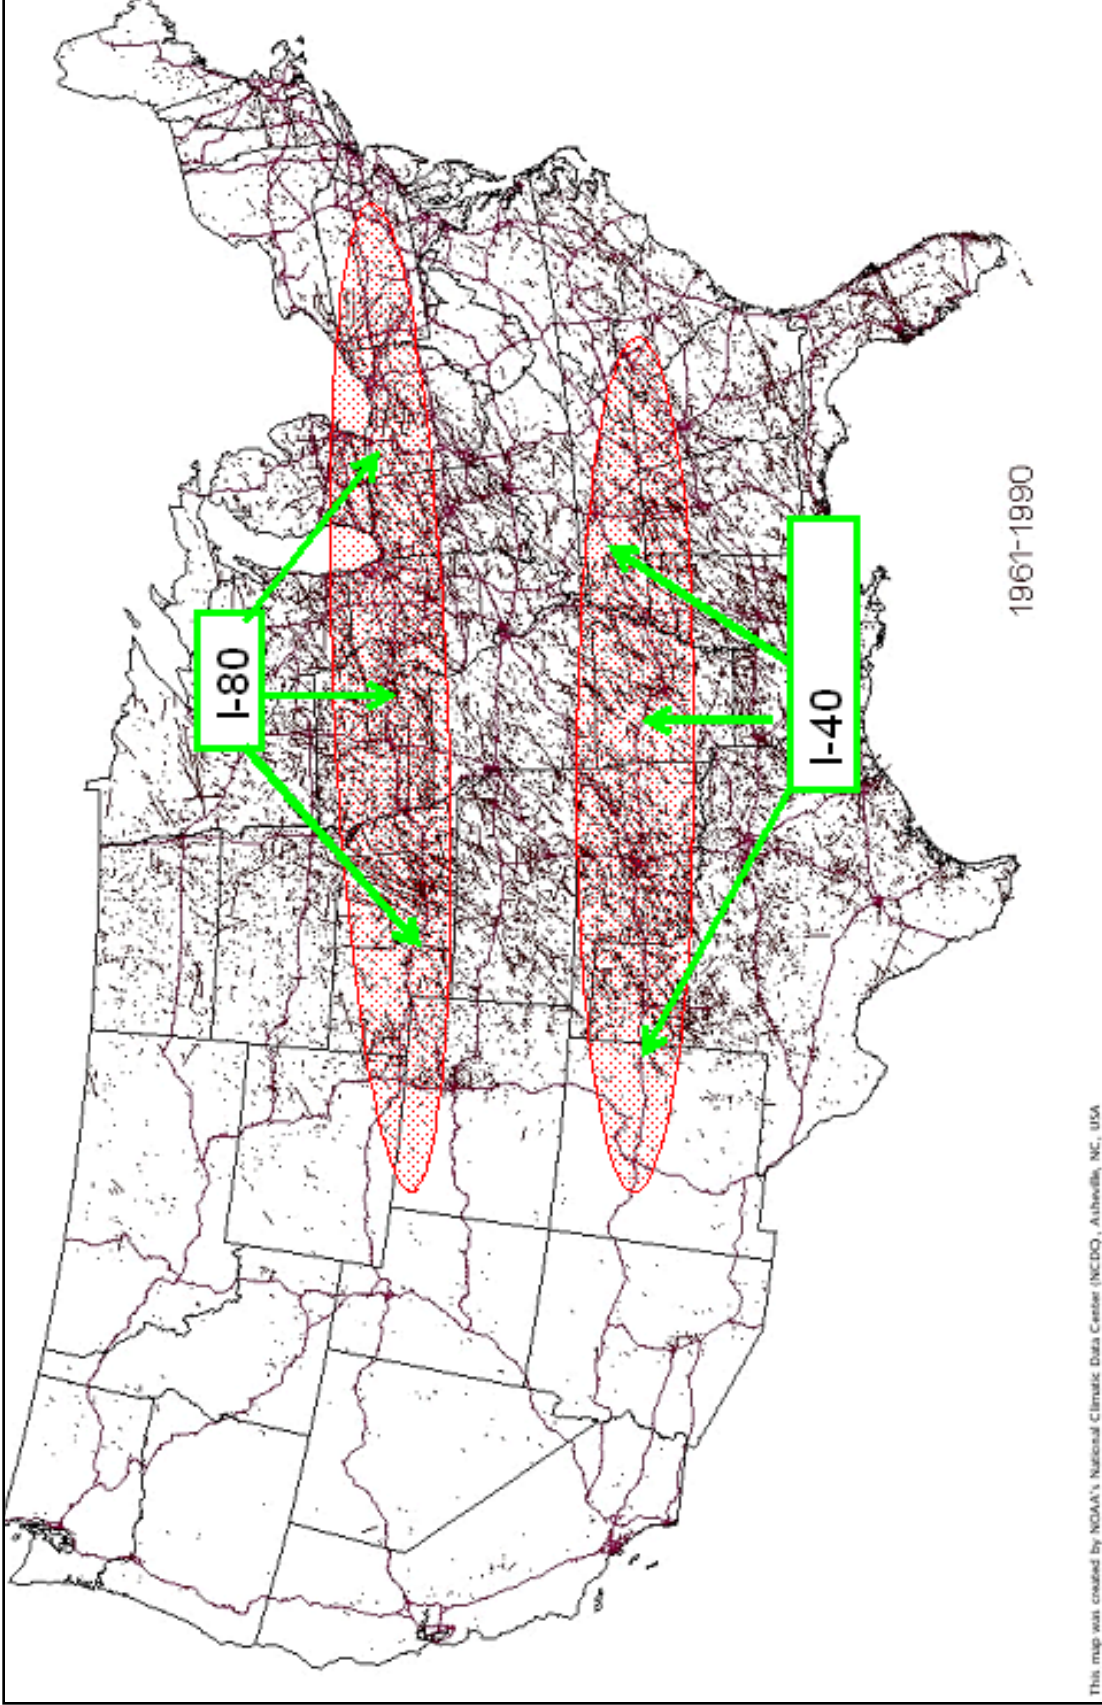 I-80
I-40
1961-1990
This map was created by NOAA's National Climatic Data Center (NCDC), Asheville, NC, USA